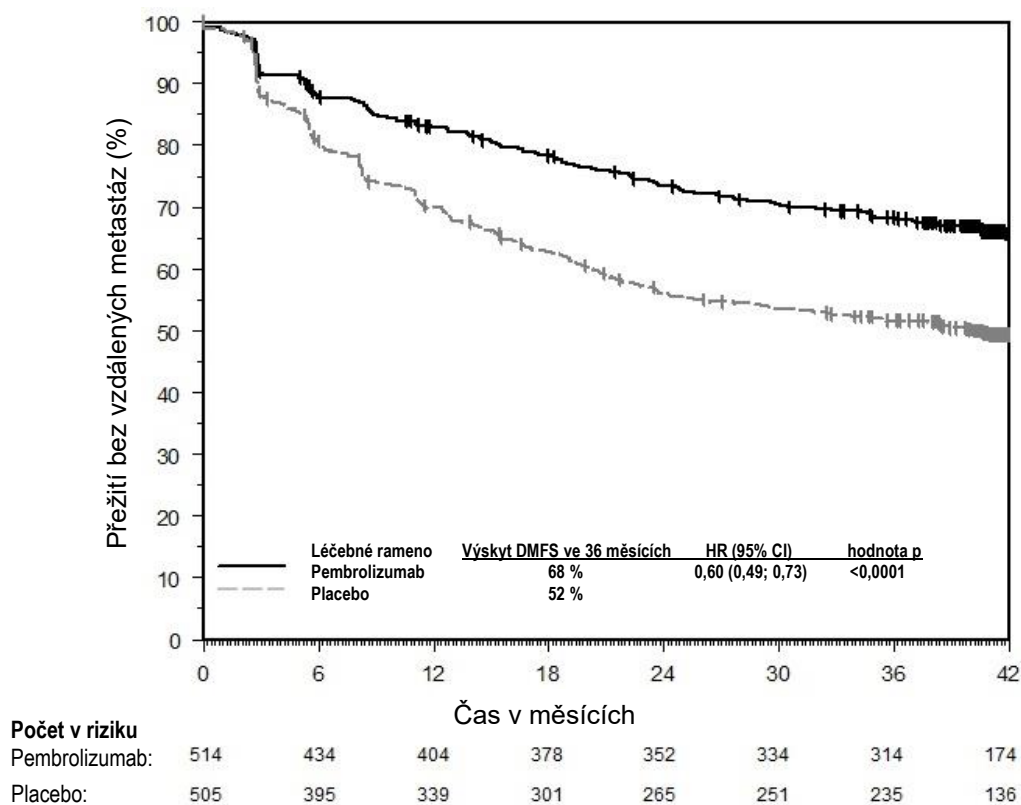 100
90
80
70
60
50
40
30
20
15
10
0
Přežití bez vzdálených metastáz (%)
Léčebné rameno Výskyt DMFS ve 36 měsících HR (95% CI) hodnota p
Pembrolizumab 68 % 0,60 (0,49; 0,73) <0,0001
Placebo 52 %
0 6 12 18 24 30 36 42
Čas v měsících
Počet v riziku
Pembrolizumab: 514 434 404 378 352 334 314 174
Placebo: 505 395 339 301 265 251 235 136